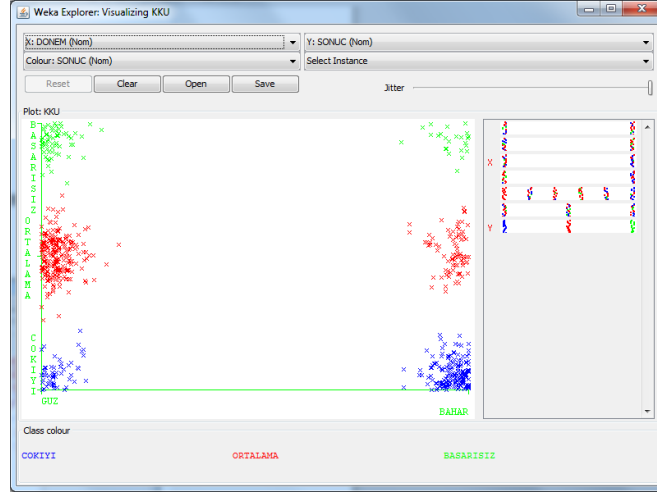 Weka Explorer: Visualizing KKU
X: DONEM (Nom)
Y: SONUC (Nom)
Colour: SONUC (Nom)
Select Instance
Reset
Clear
Open
Save
Jitter
Plot: KKU
BASARISIZ
ORTALAMA
COKIYI
GUZ
BAHAR
X
Y
Class colour
COKIYI
ORTALAMA
BASARISIZ